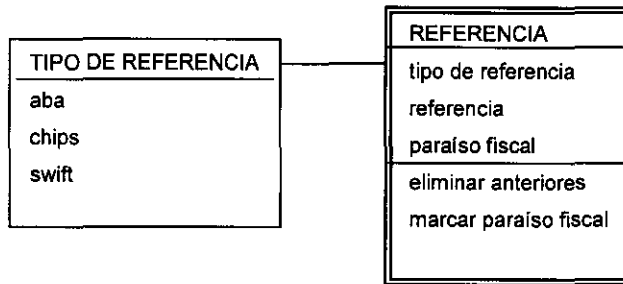 TIPO DE REFERENCIA
aba
chips
swift
REFERENCIA
tipo de referencia
referencia
paraíso fiscal
eliminar anteriores
marcar paraíso fiscal